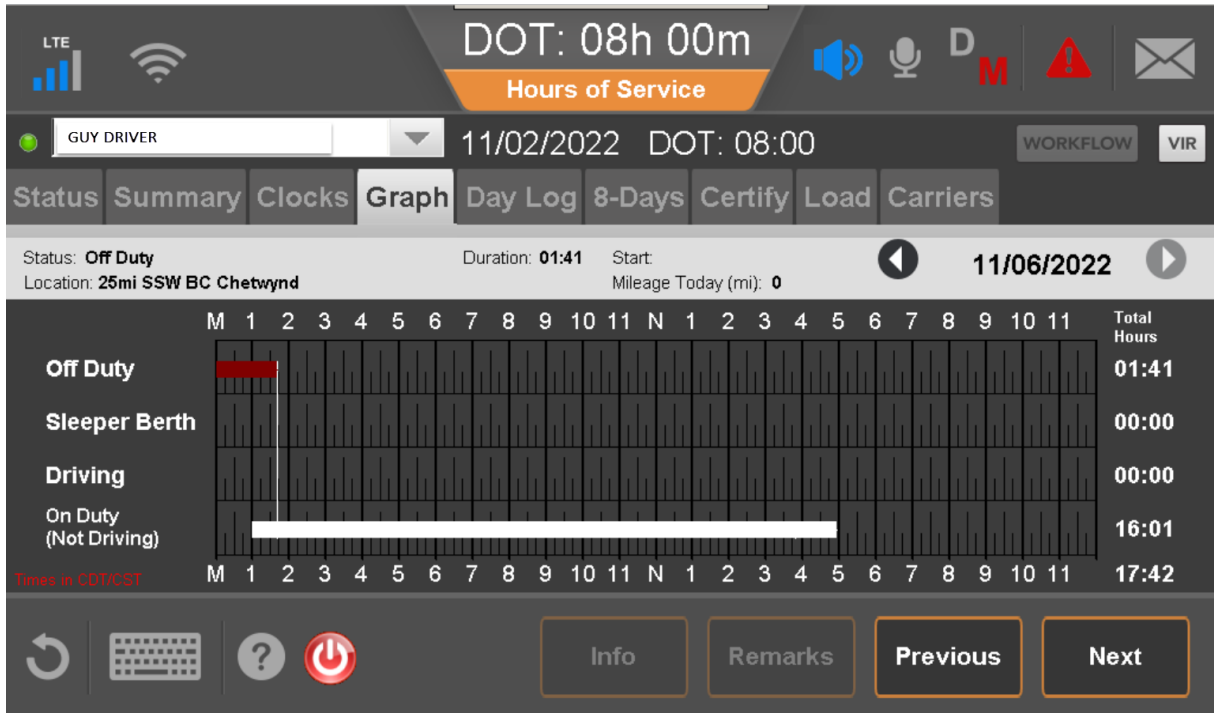 LTE
DOT: 08h 00m
Hours of Service
D
M
GUY DRIVER
11/02/2022 DOT: 08:00
WORKFLOW
VIR
Status Summary Clocks Graph Day Log 8-Days Certify Load Carriers
Status: Off Duty Duration: 01:41 Start:
Location: 25mi SSW BC Chetwynd Mileage Today (mi): 0
11/06/2022
M 1 2 3 4 5 6 7 8 9 10 11 N 1 2 3 4 5 6 7 8 9 10 11 Total Hours
Off Duty 01:41
Sleeper Berth 00:00
Driving 00:00
On Duty (Not Driving) 16:01
Times in CDT/CST M 1 2 3 4 5 6 7 8 9 10 11 N 1 2 3 4 5 6 7 8 9 10 11 17:42
? Info Remarks Previous Next